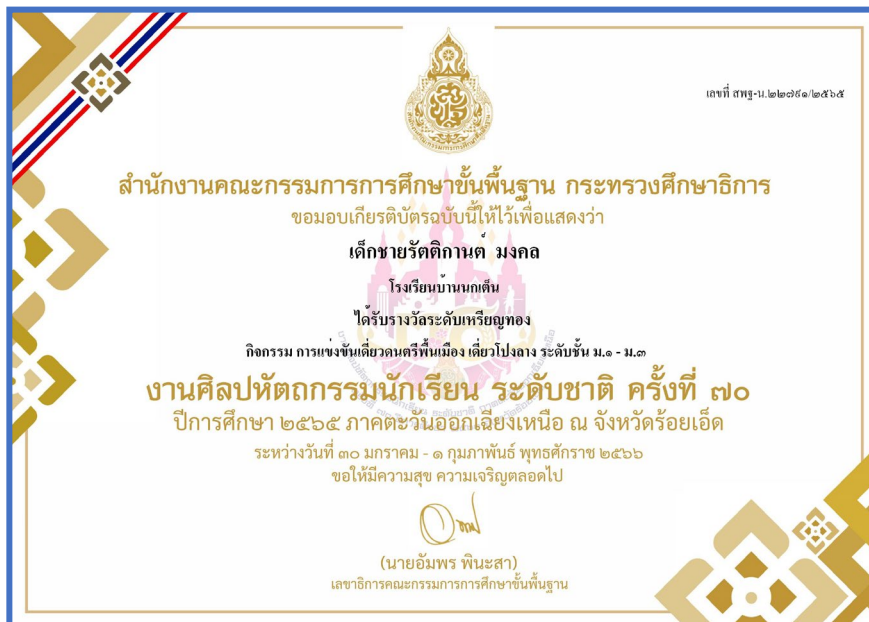 เลขที่ สพฐ-น.๒๒๗๙๑/๒๕๖๕
สำนักงานคณะกรรมการการศึกษาขั้นพื้นฐาน กระทรวงศึกษาธิการ
ขอมอบเกียรติบัตรฉบับนี้ให้ไว้เพื่อแสดงว่า
เด็กชายรัตติกานต์ มงคล
โรงเรียนบ้านนกเต็น
ได้รับรางวัลระดับเหรียญทอง
กิจกรรม การแข่งขันเดี่ยวดนตรีพื้นเมือง เดี่ยวโปงลาง ระดับชั้น ม.๑ - ม.๓
งานศิลปหัตถกรรมนักเรียน ระดับชาติ ครั้งที่ ๗๐
ปีการศึกษา ๒๕๖๕ ภาคตะวันออกเฉียงเหนือ ณ จังหวัดร้อยเอ็ด
ระหว่างวันที่ ๓๐ มกราคม - ๑ กุมภาพันธ์ พุทธศักราช ๒๕๖๖
ขอให้มีความสุข ความเจริญตลอดไป
(นายอัมพร พินะสา)
เลขาธิการคณะกรรมการการศึกษาขั้นพื้นฐาน